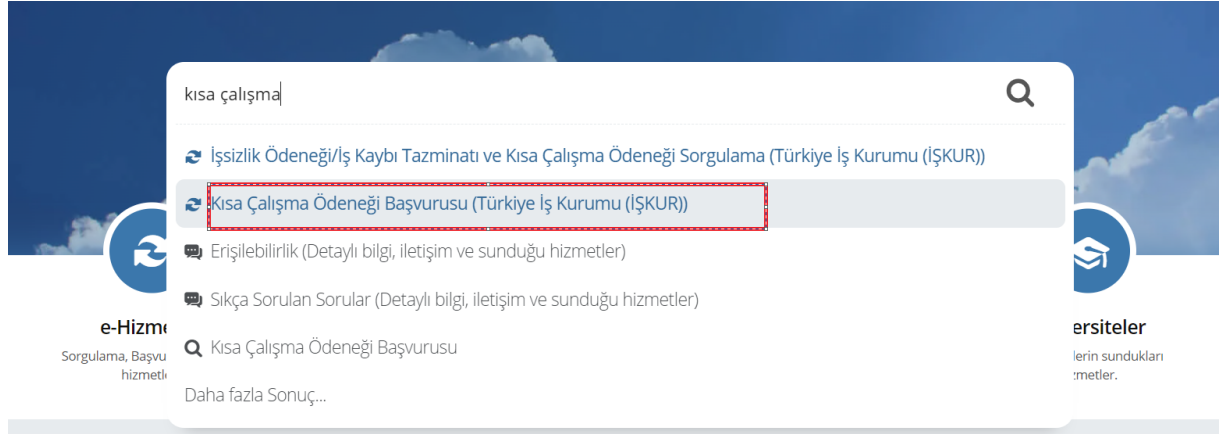 kısa çalışma
İşsizlik Ödeneği/İş Kaybı Tazminatı ve Kısa Çalışma Ödeneği Sorgulama (Türkiye İş Kurumu (İŞKUR))
Kısa Çalışma Ödeneği Başvurusu (Türkiye İş Kurumu (İŞKUR))
Erişilebilirlik (Detaylı bilgi, iletişim ve sunduğu hizmetler)
Sıkça Sorulan Sorular (Detaylı bilgi, iletişim ve sunduğu hizmetler)
Kısa Çalışma Ödeneği Başvurusu
Daha fazla Sonuç...
e-Hizme
Sorgulama, Başvu
hizmetl
ersiteler
lerin sundukları
zmetler.